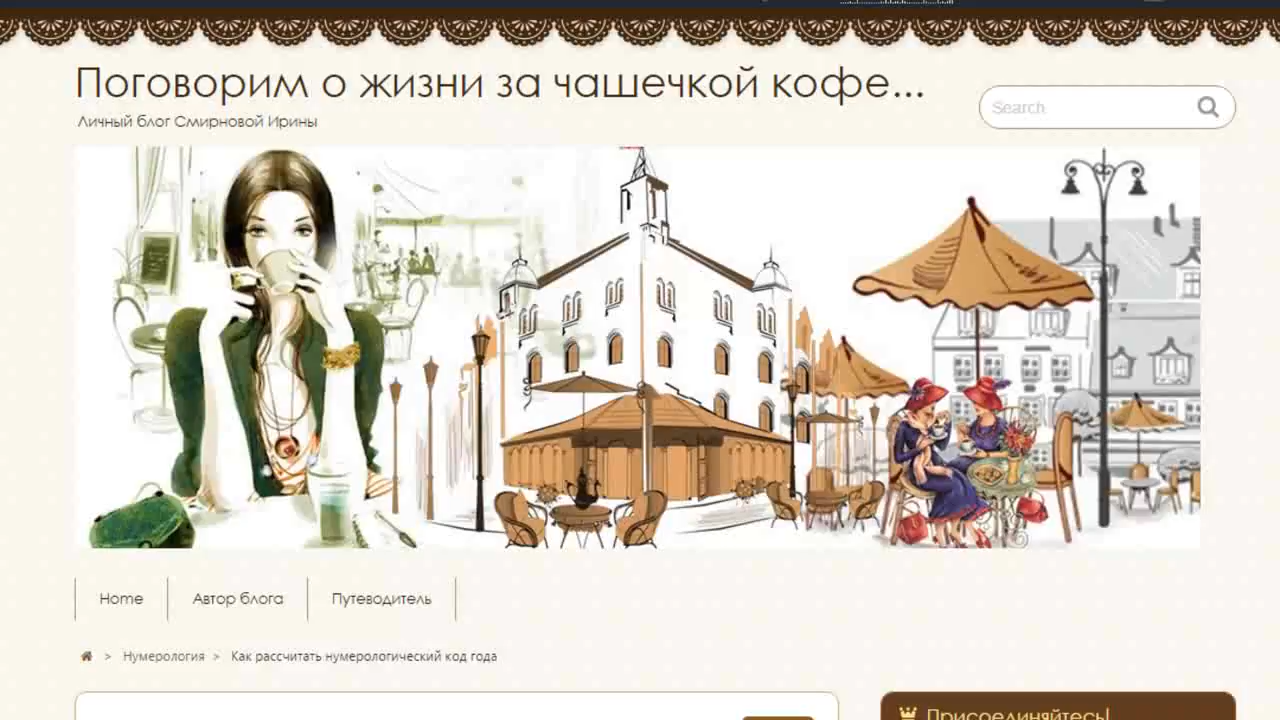 Поговорим о жизни за чашечкой кофе...
Личный блог Смирновой Ирины
Search
Home
Автор блога
Путеводитель
> Нумерология > Как рассчитать нумерологический код года
Присоединяйтесь!